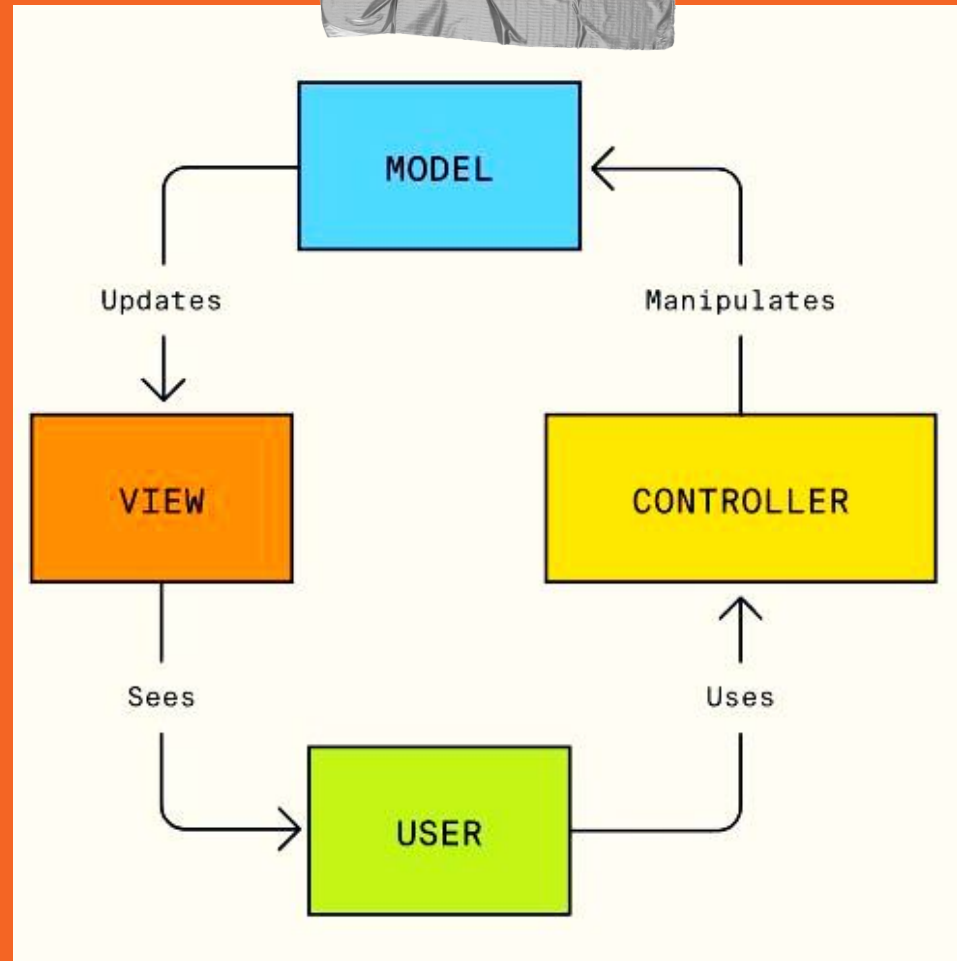 MODEL
Updates
Manipulates
VIEW
CONTROLLER
Sees
Uses
USER